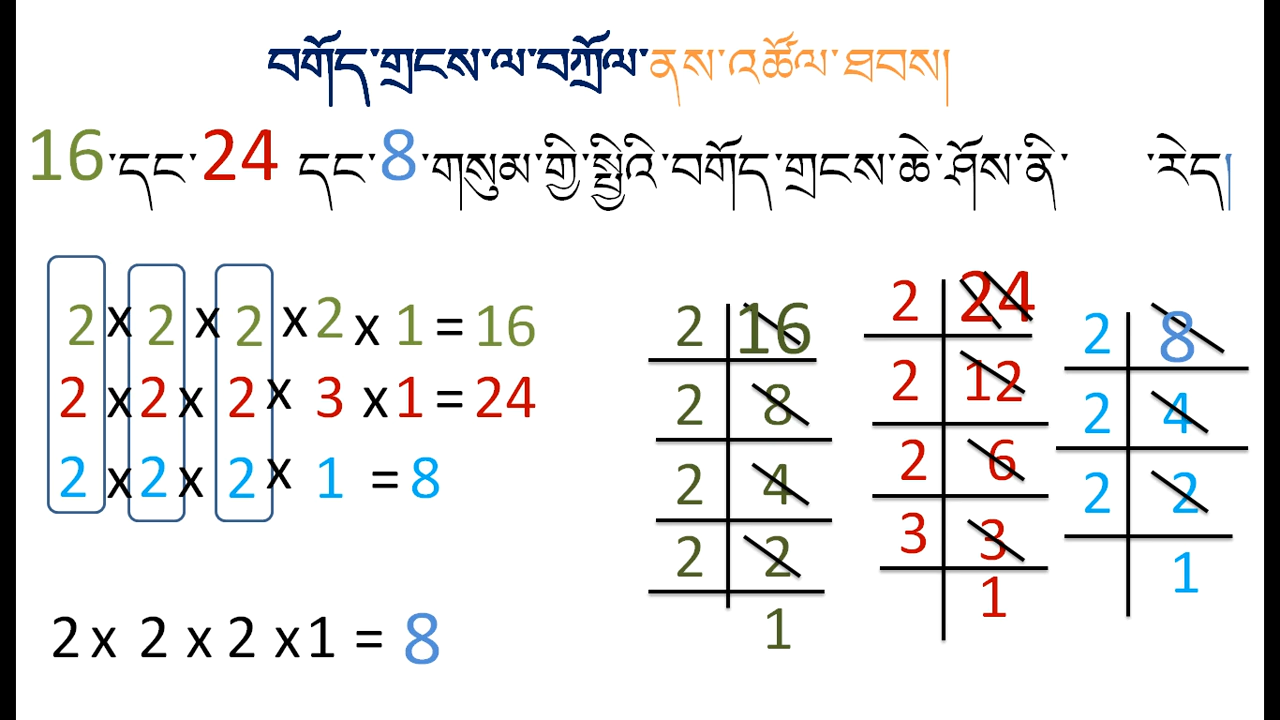 བགོད་གྲངས་ལ་བཀྲོལ་ནས་འཚོལ་ཐབས།
16་དང་24 དང་8་གསུམ་གྱི་སྤྱིའི་བགོད་གྲངས་ཆེ་ཤོས་ནི་ ་རེད།
2 x 2 x 2 x 2 x 1 = 16
2 x 2 x 2 x 3 x 1 = 24
2 x 2 x 2 x 1 = 8
2 x 2 x 2 x 1 = 8
2 16
2 8
2 4
2 2
1
2 24
2 12
2 6
3 3
1
2 8
2 4
2 2
1